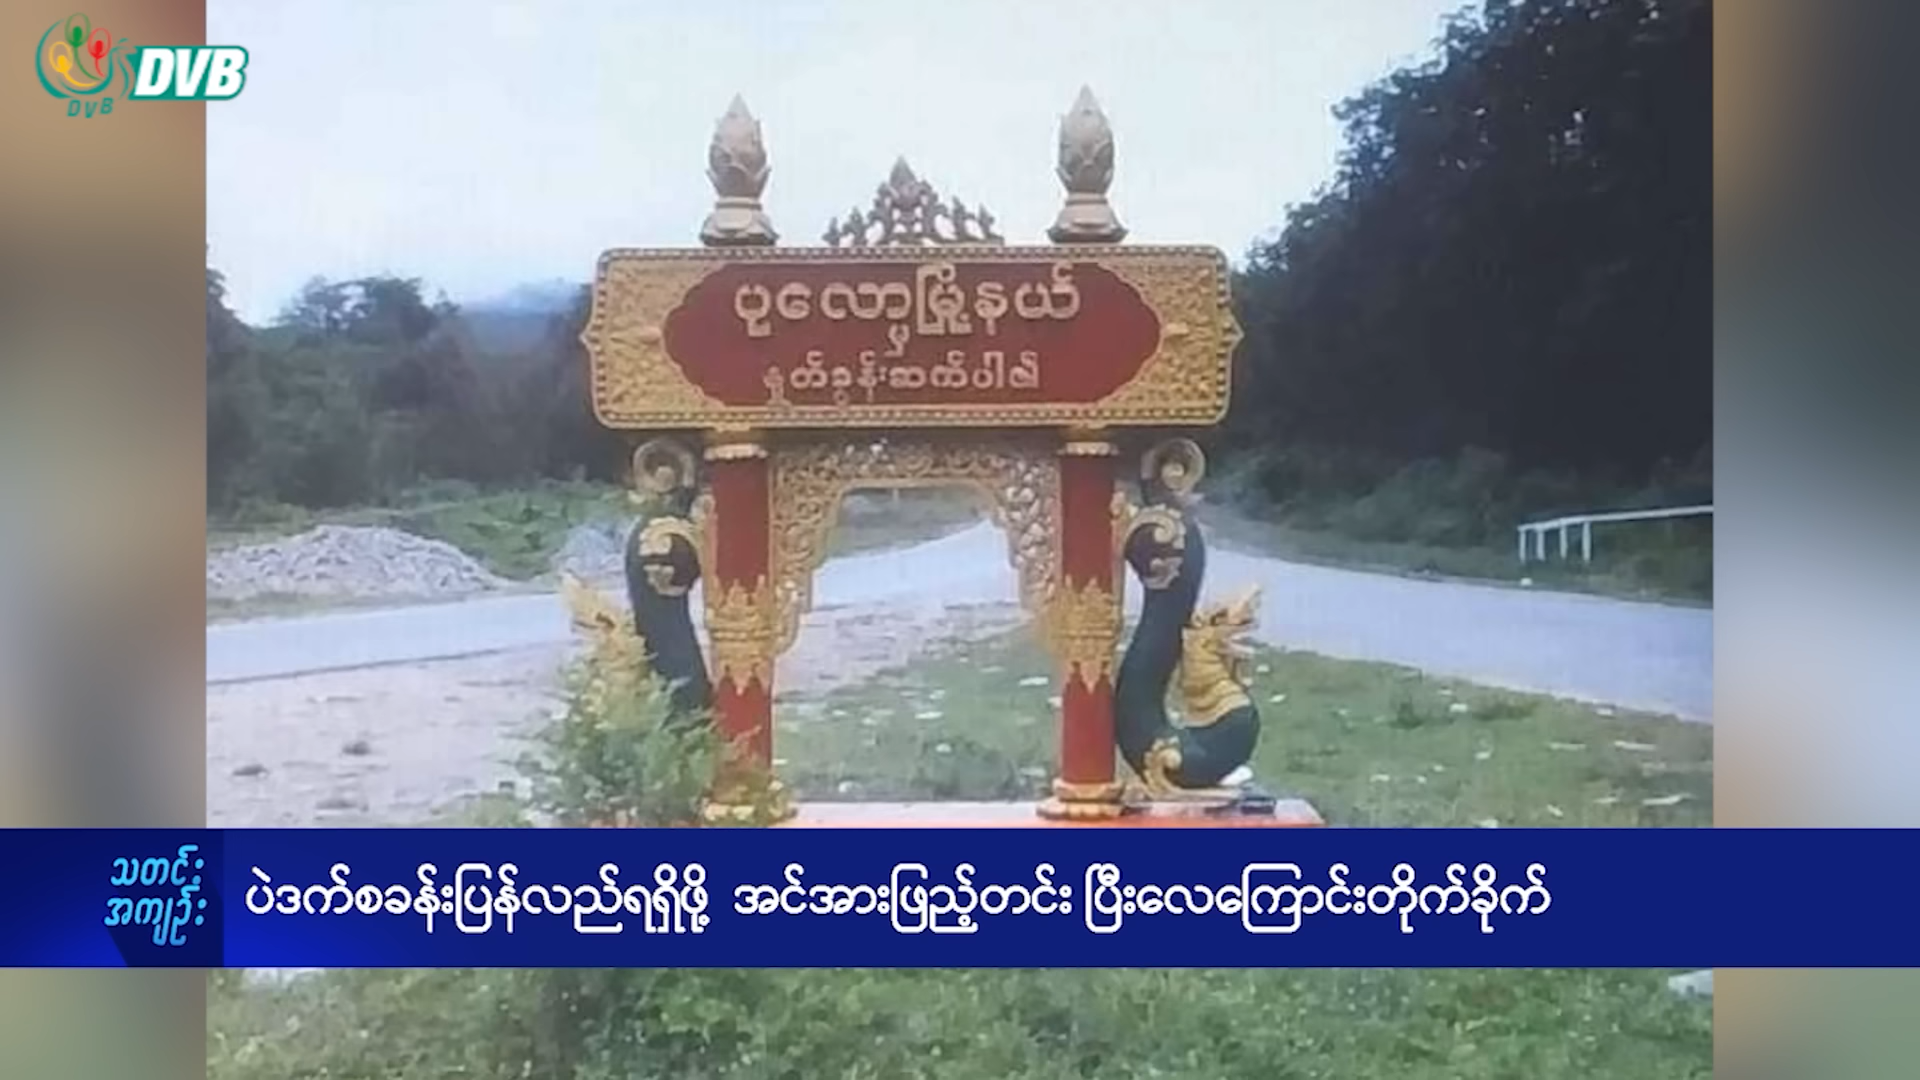 DVB
DVB
ပုလောမြို့နယ်
နှုတ်ခွန်းဆက်ပါ၏
သတင်း
အကျဉ်း
ပဲဒက်စခန်းပြန်လည်ရရှိဖို့ အင်အားဖြည့်တင်း ပြီးလေကြောင်းတိုက်ခိုက်